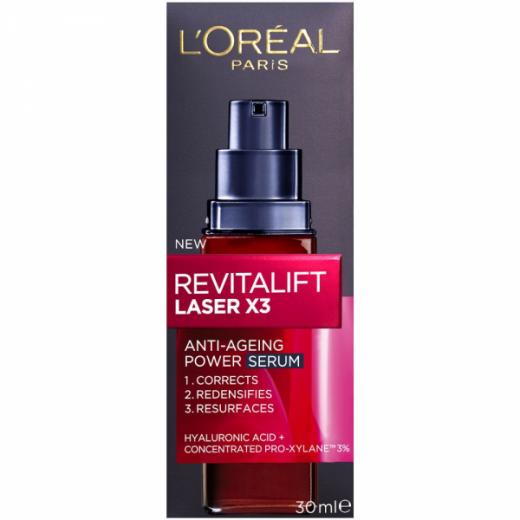 L'ORÉAL
PARIS
NEW
REVITALIFT
LASER X3
ANTI-AGEING
POWER SERUM
1. CORRECTS
2. REDENSIFIES
3. RESURFACES
HYALURONIC ACID +
CONCENTRATED PRO-XYLANE™ 3%
30ml℮